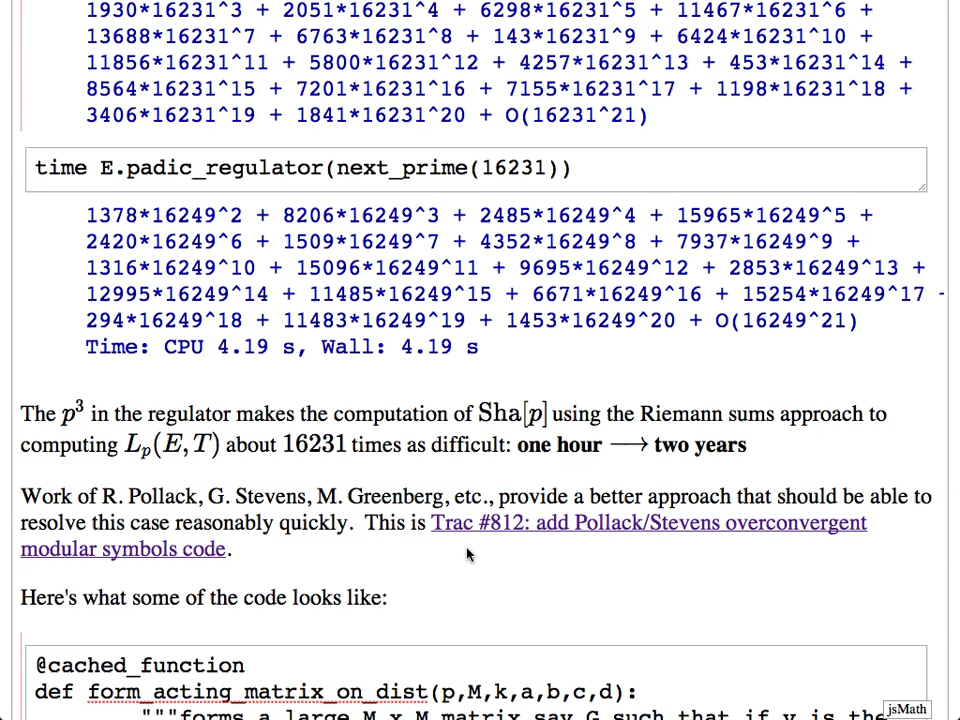 1930*16231^3 + 2051*16231^4 + 6298*16231^5 + 11467*16231^6 +
13688*16231^7 + 6763*16231^8 + 143*16231^9 + 6424*16231^10 +
11856*16231^11 + 5800*16231^12 + 4257*16231^13 + 453*16231^14 +
8564*16231^15 + 7201*16231^16 + 7155*16231^17 + 1198*16231^18 +
3406*16231^19 + 1841*16231^20 + O(16231^21)
time E.padic_regulator(next_prime(16231))
1378*16249^2 + 8206*16249^3 + 2485*16249^4 + 15965*16249^5 +
2420*16249^6 + 1509*16249^7 + 4352*16249^8 + 7937*16249^9 +
1316*16249^10 + 15096*16249^11 + 9695*16249^12 + 2853*16249^13 +
12995*16249^14 + 11485*16249^15 + 6671*16249^16 + 15254*16249^17
294*16249^18 + 11483*16249^19 + 1453*16249^20 + O(16249^21)
Time: CPU 4.19 s, Wall: 4.19 s
The p^3 in the regulator makes the computation of Sha[p] using the Riemann sums approach to
computing L_p(E, T) about 16231 times as difficult: one hour ⟶ two years
Work of R. Pollack, G. Stevens, M. Greenberg, etc., provide a better approach that should be able to
resolve this case reasonably quickly. This is Trac #812: add Pollack/Stevens overconvergent
modular symbols code.
Here's what some of the code looks like:
@cached_function
def form_acting_matrix_on_dist(p,M,k,a,b,c,d):
"""forms a large M x M matrix say G such that if v is the
jsMath